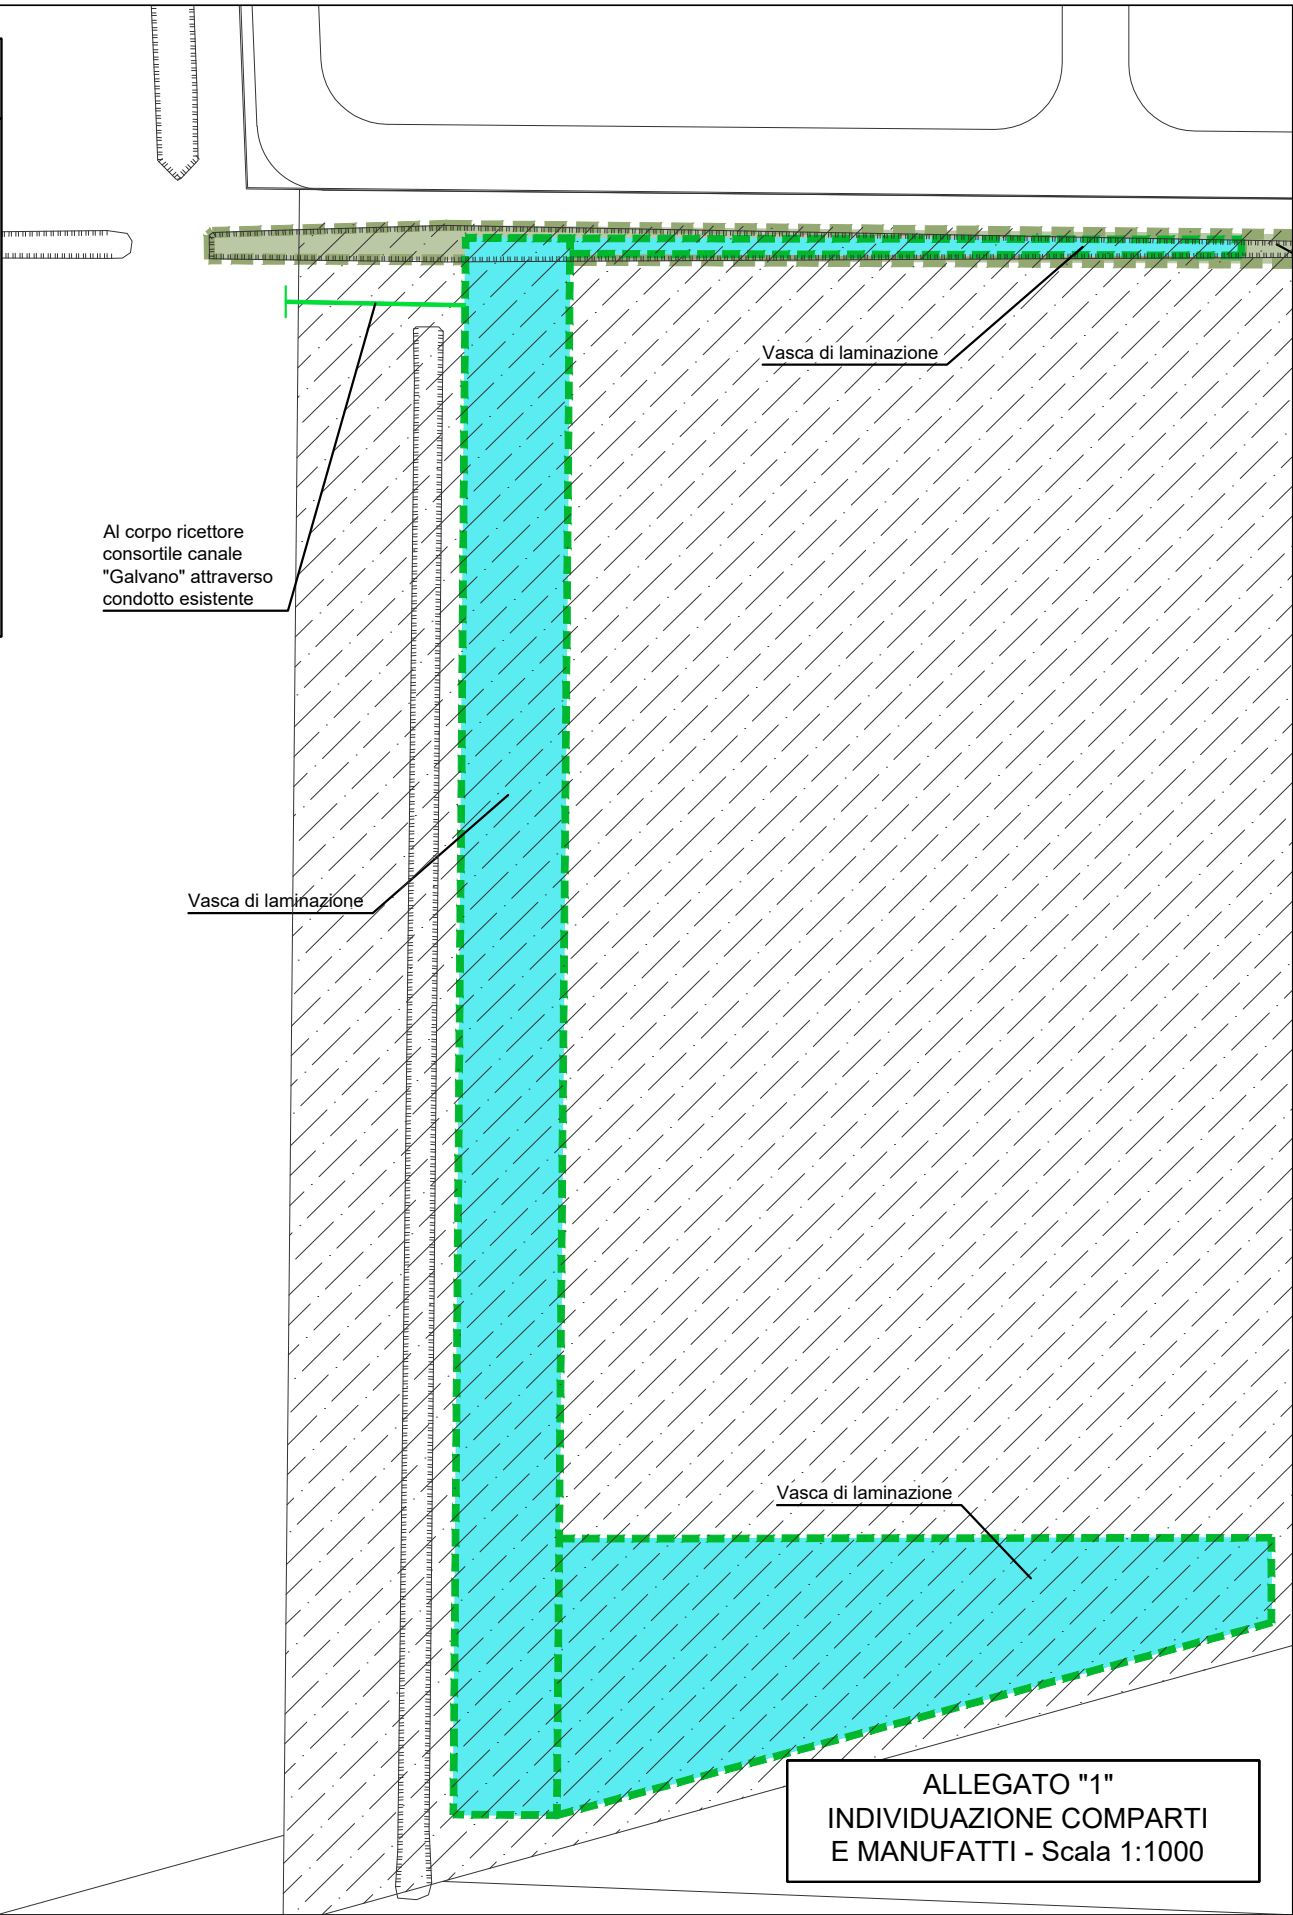 Vasca di laminazione
Al corpo ricettore
consortile canale
"Galvano" attraverso
condotto esistente
Vasca di laminazione
Vasca di laminazione
ALLEGATO "1"
INDIVIDUAZIONE COMPARTI
E MANUFATTI - Scala 1:1000